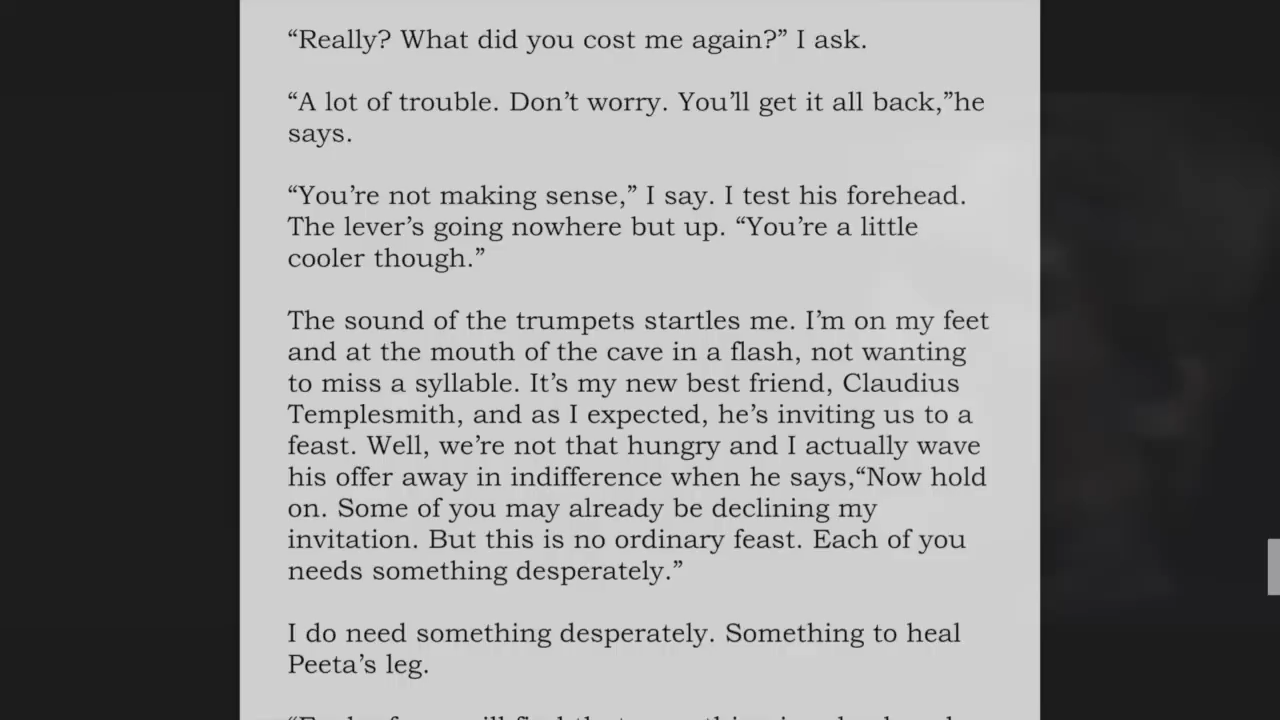 “Really? What did you cost me again?” I ask.
“A lot of trouble. Don’t worry. You’ll get it all back,”he
says.
“You’re not making sense,” I say. I test his forehead.
The lever’s going nowhere but up. “You’re a little
cooler though.”
The sound of the trumpets startles me. I’m on my feet
and at the mouth of the cave in a flash, not wanting
to miss a syllable. It’s my new best friend, Claudius
Templesmith, and as I expected, he’s inviting us to a
feast. Well, we’re not that hungry and I actually wave
his offer away in indifference when he says,“Now hold
on. Some of you may already be declining my
invitation. But this is no ordinary feast. Each of you
needs something desperately.”
I do need something desperately. Something to heal
Peeta’s leg.